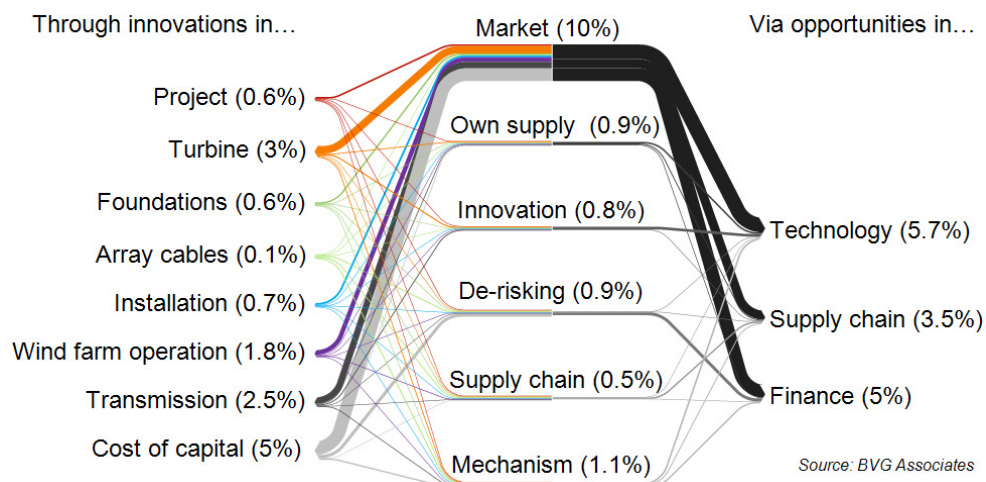 Through innovations in…
Market (10%)
Via opportunities in…
Project (0.6%)
Own supply (0.9%)
Turbine (3%)
Foundations (0.6%)
Innovation (0.8%)
Technology (5.7%)
Array cables (0.1%)
De-risking (0.9%)
Installation (0.7%)
Supply chain (3.5%)
Wind farm operation (1.8%)
Supply chain (0.5%)
Transmission (2.5%)
Finance (5%)
Cost of capital (5%)
Mechanism (1.1%)
Source: BVG Associates